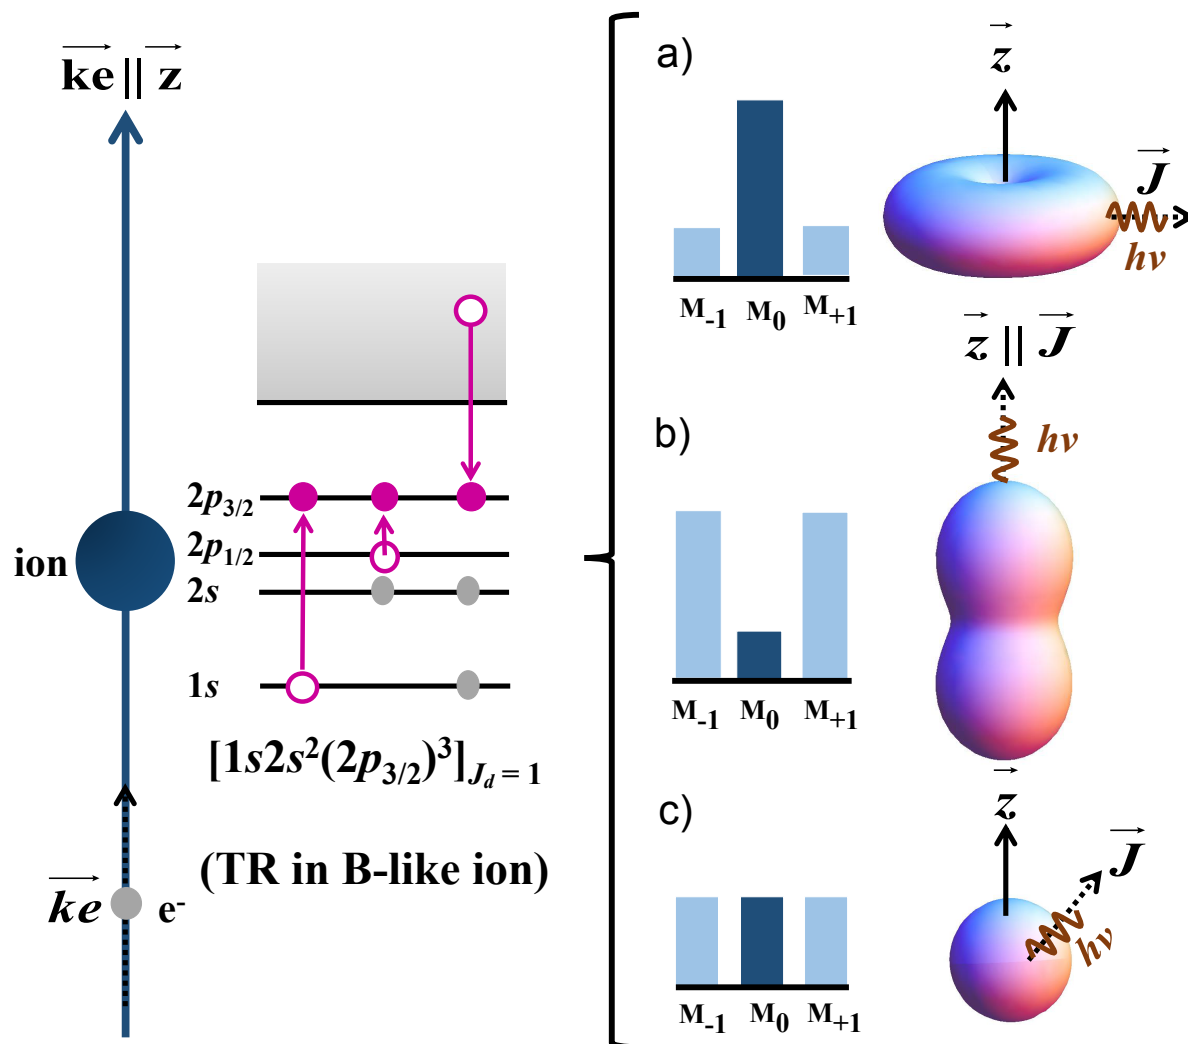 ke || z
ion
2p3/2
2p1/2
2s
1s
[1s2s²(2p3/2)³]J_d = 1
(TR in B-like ion)
ke
e⁻
a)
M-1 M0 M+1
z
J
hν
b)
M-1 M0 M+1
z || J
hν
c)
M-1 M0 M+1
z
J
hν